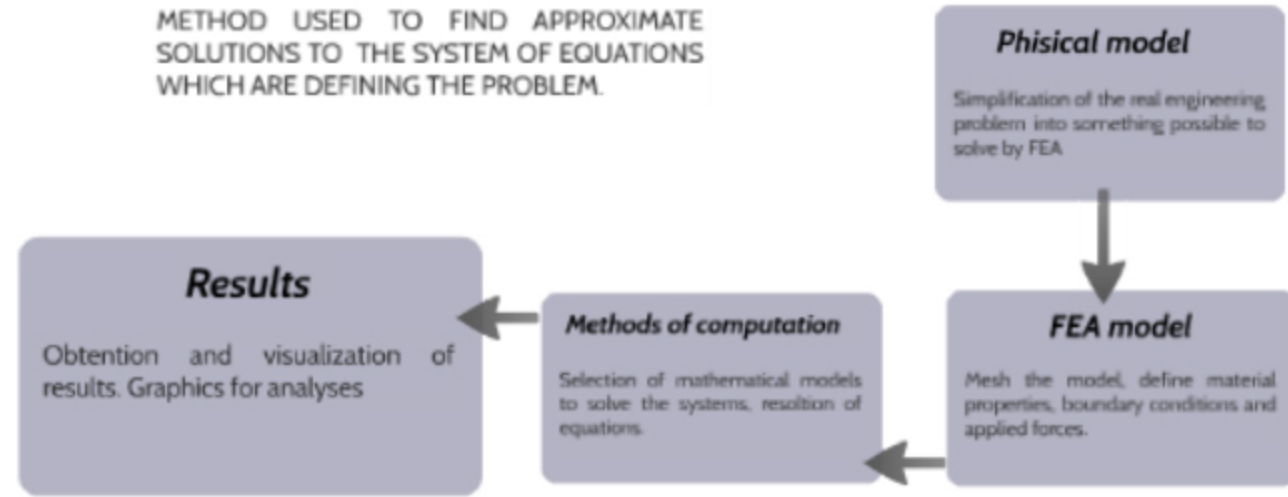 METHOD USED TO FIND APPROXIMATE
SOLUTIONS TO THE SYSTEM OF EQUATIONS
WHICH ARE DEFINING THE PROBLEM.
Phisical model
Simplification of the real engineering
problem into something possible to
solve by FEA
FEA model
Mesh the model, define material
properties, boundary conditions and
applied forces.
Methods of computation
Selection of mathematical models
to solve the systems, resoltion of
equations.
Results
Obtention and visualization of
results. Graphics for analyses